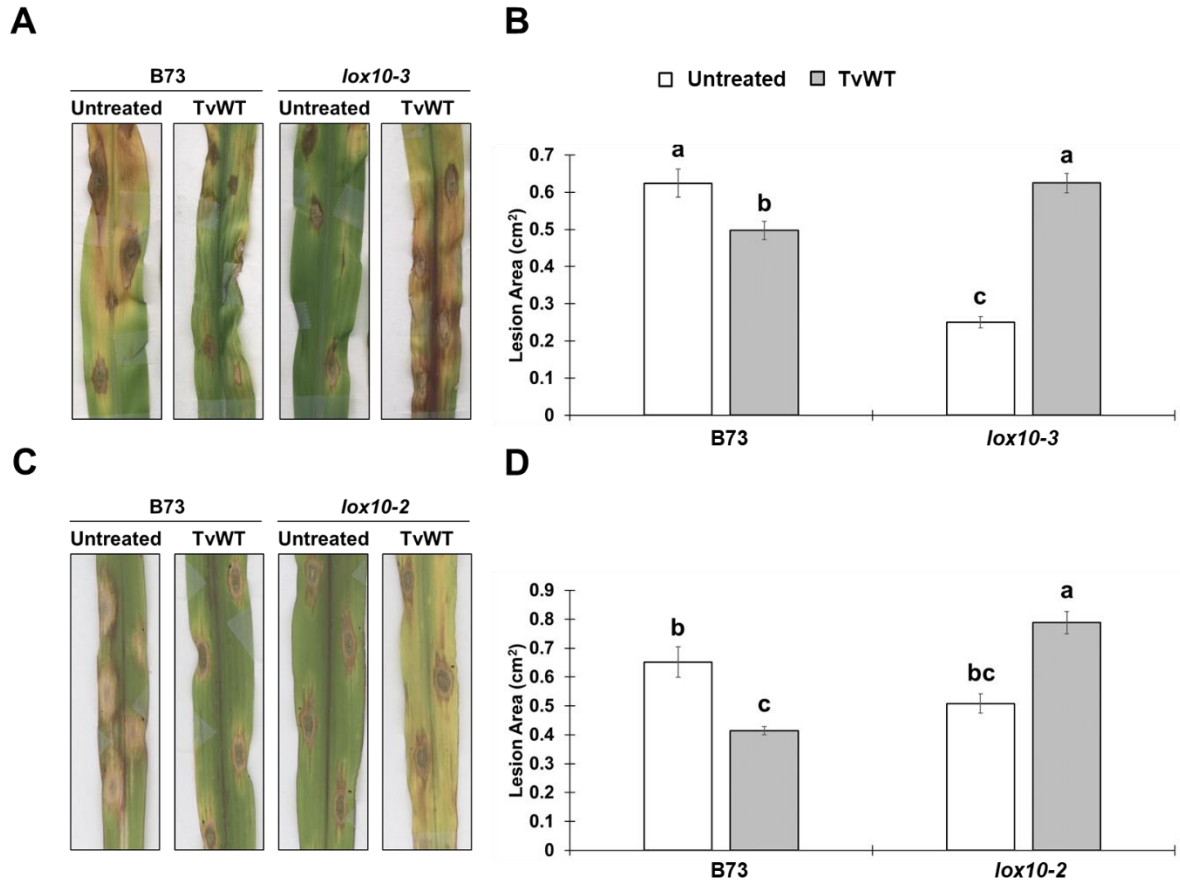 A
B73 lox10-3
Untreated TvWT Untreated TvWT
B
Untreated TvWT
Lesion Area (cm²)
0.7
0.6
0.5
0.4
0.3
0.2
0.1
0
a
b
c
a
B73 lox10-3
C
B73 lox10-2
Untreated TvWT Untreated TvWT
D
Lesion Area (cm²)
0.9
0.8
0.7
0.6
0.5
0.4
0.3
0.2
0.1
0
b
c
bc
a
B73 lox10-2